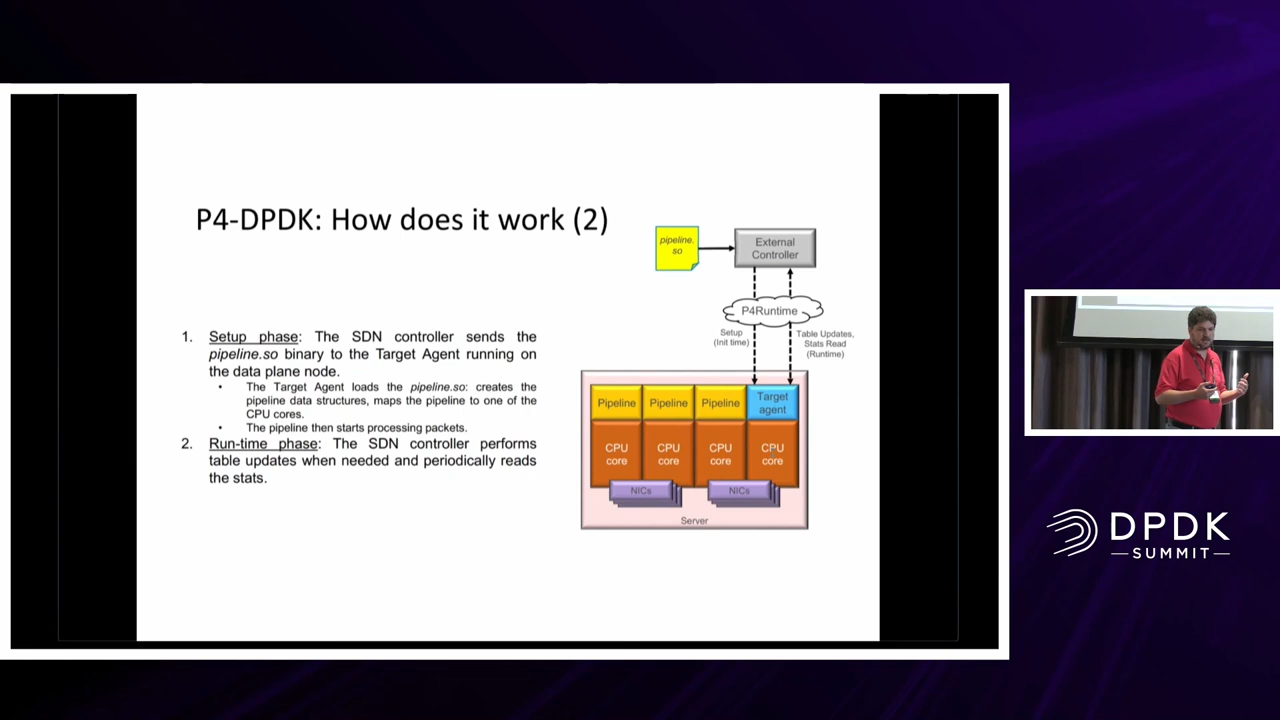 P4-DPDK: How does it work (2)
1. Setup phase: The SDN controller sends the
pipeline.so binary to the Target Agent running on
the data plane node.
• The Target Agent loads the pipeline.so: creates the
pipeline data structures, maps the pipeline to one of the
CPU cores.
• The pipeline then starts processing packets.
2. Run-time phase: The SDN controller performs
table updates when needed and periodically reads
the stats.
pipeline.
so
External
Controller
P4Runtime
Setup
(Init time)
Table Updates,
Stats Read
(Runtime)
Pipeline
Pipeline
Pipeline
Target
agent
CPU
core
CPU
core
CPU
core
CPU
core
NICs
NICs
Server
DPDK
SUMMIT